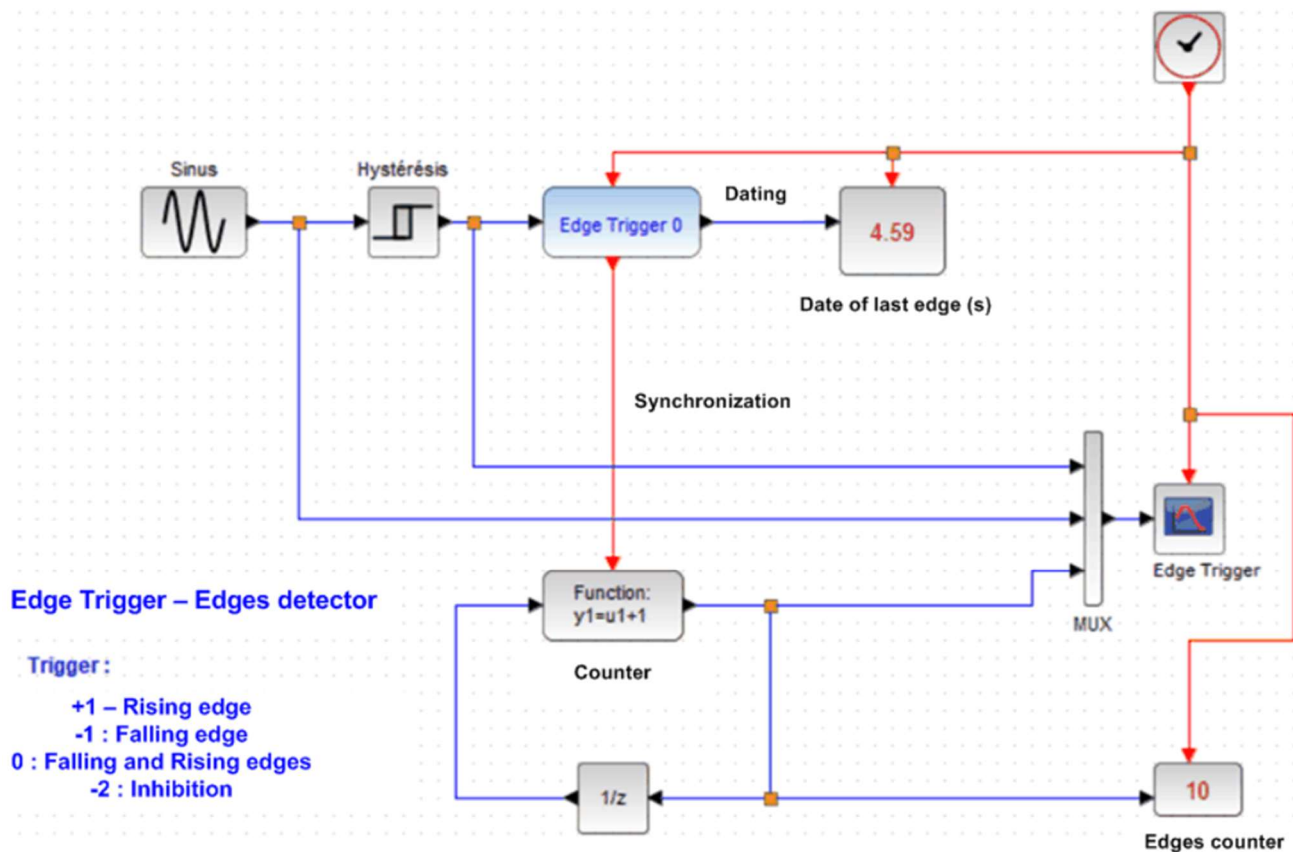 Sinus
Hystérésis
Edge Trigger 0
Dating
4.59
Date of last edge (s)
Synchronization
Edge Trigger
MUX
Function:
y1=u1+1
Counter
Edge Trigger – Edges detector
Trigger :
+1 – Rising edge
-1 : Falling edge
0 : Falling and Rising edges
-2 : Inhibition
1/z
10
Edges counter